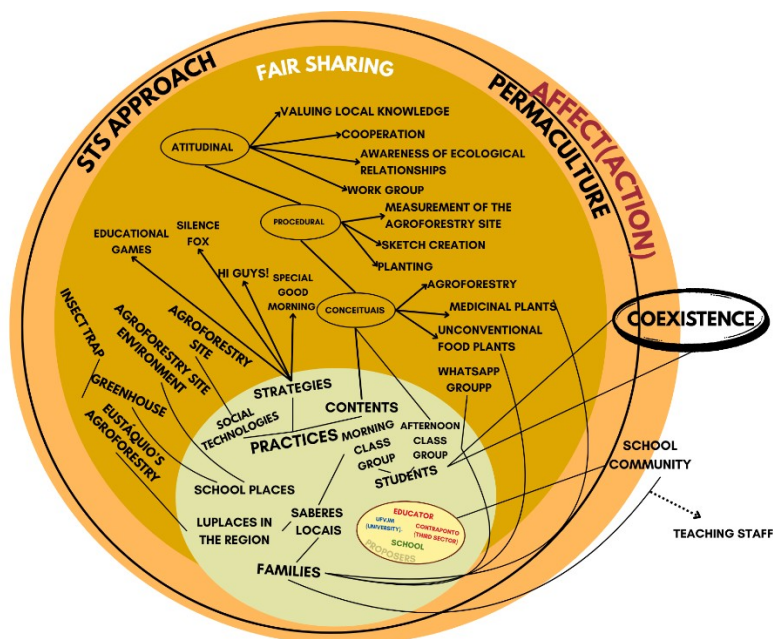 STS APPROACH
FAIR SHARING
PERMACULTURE
AFFECT(ACTION)
ATITUDINAL
VALUING LOCAL KNOWLEDGE
COOPERATION
AWARENESS OF ECOLOGICAL
RELATIONSHIPS
WORK GROUP
PROCEDURAL
MEASUREMENT OF THE
AGROFORESTRY SITE
SKETCH CREATION
PLANTING
CONCEITUAIS
AGROFORESTRY
MEDICINAL PLANTS
UNCONVENTIONAL
FOOD PLANTS
EDUCATIONAL
GAMES
SILENCE
FOX
HI GUYS!
SPECIAL
GOOD
MORNING
INSECT TRAP
AGROFORESTRY SITE
ENVIRONMENT
AGROFORESTRY
SITE
GREENHOUSE
EUSTÁQUIO'S
AGROFORESTRY
STRATEGIES
SOCIAL
TECHNOLOGIES
CONTENTS
PRACTICES
MORNING
CLASS
GROUP
AFTERNOON
CLASS
GROUP
WHATSAPP
GROUPP
STUDENTS
SCHOOL PLACES
LUPLACES IN
THE REGION
SABERES
LOCAIS
FAMILIES
EDUCATOR
UFVJM
(UNIVERSITY).
CONTRAPONTO
(THIRD SECTOR)
SCHOOL
PROPOSERS
COEXISTENCE
SCHOOL
COMMUNITY
TEACHING STAFF